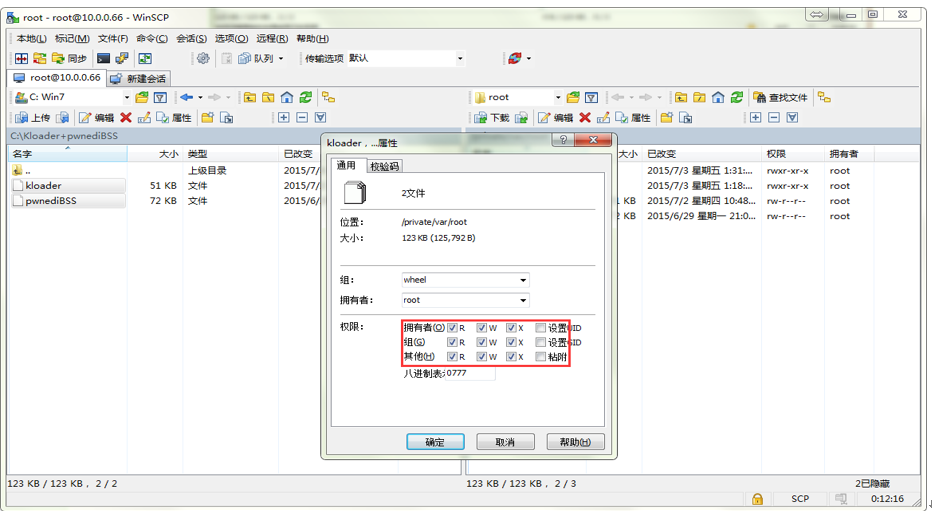 root - root@10.0.0.66 - WinSCP
本地(L) 标记(M) 文件(F) 命令(C) 会话(S) 选项(O) 远程(R) 帮助(H)
同步 队列 传输选项 默认
root@10.0.0.66 新建会话
C: Win7 root 查找文件
上传 编辑 属性 下载 编辑 属性
C:\Kloader+pwnediBSS
名字 大小 类型 已改变 大小 已改变 权限 拥有者
.. 上级目录 2015/7/ 2015/7/3 星期五 1:31:... rwxr-xr-x root
kloader 51 KB 文件 2015/7/ 2015/7/3 星期五 1:18:... rwxr-xr-x root
pwnediBSS 72 KB 文件 2015/6/ KB 2015/7/2 星期四 10:48... rw-r--r-- root
KB 2015/6/29 星期一 21:0... rw-r--r-- root
kloader , ...属性
通用 校验码
2文件
位置: /private/var/root
大小: 123 KB (125,792 B)
组: wheel
拥有者: root
权限: 拥有者(O) R W X 设置UID
组(G) R W X 设置GID
其他(H) R W X 粘附
八进制表: 0777
确定 取消 帮助(H)
123 KB / 123 KB , 2 / 2 123 KB / 123 KB , 2 / 3 2已隐藏
SCP 0:12:16